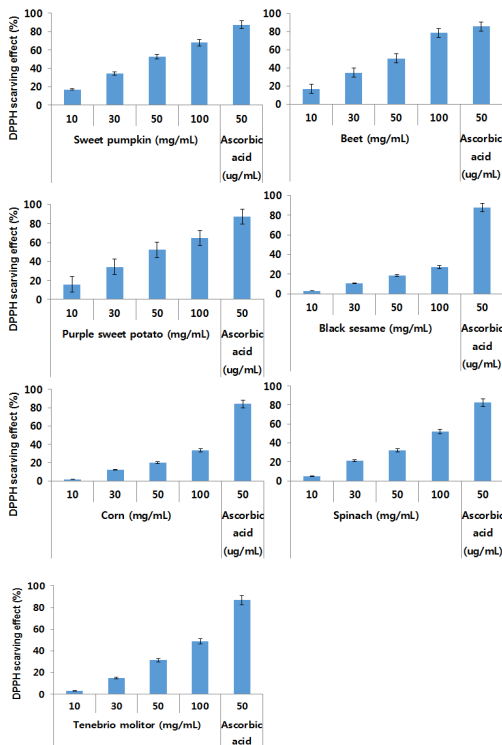 DPPH scarving effect (%)
100
80
60
40
20
0
10 30 50 100 50
Sweet pumpkin (mg/mL)
Ascorbic
acid
(ug/mL)
100
80
60
40
20
0
10 30 50 100 50
Beet (mg/mL)
Ascorbic
acid
(ug/mL)
DPPH scarving effect (%)
100
80
60
40
20
0
10 30 50 100 50
Purple sweet potato (mg/mL)
Ascorbic
acid
(ug/mL)
100
80
60
40
20
0
10 30 50 100 50
Black sesame (mg/mL)
Ascorbic
acid
(ug/mL)
DPPH scarving effect (%)
100
80
60
40
20
0
10 30 50 100 50
Corn (mg/mL)
Ascorbic
acid
(ug/mL)
100
80
60
40
20
0
10 30 50 100 50
Spinach (mg/mL)
Ascorbic
acid
(ug/mL)
DPPH scarving effect (%)
100
80
60
40
20
0
10 30 50 100 50
Tenebrio molitor (mg/mL)
Ascorbic
acid